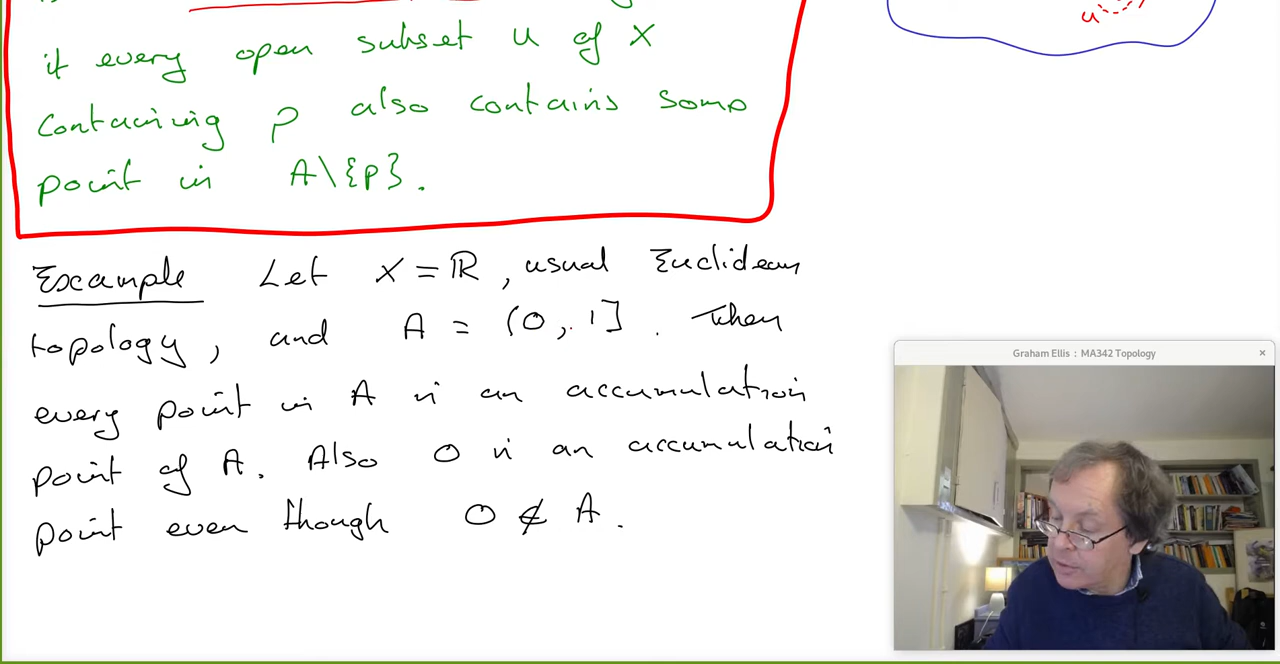 u
if every open subset U of X
containing p also contains some
point in A\{p}.
Example Let X = ℝ, usual Euclidean
topology, and A = (0, 1]. Then
every point in A is an accumulation
point of A. Also 0 is an accumulation
point even though 0 ∉ A.
Graham Ellis : MA342 Topology